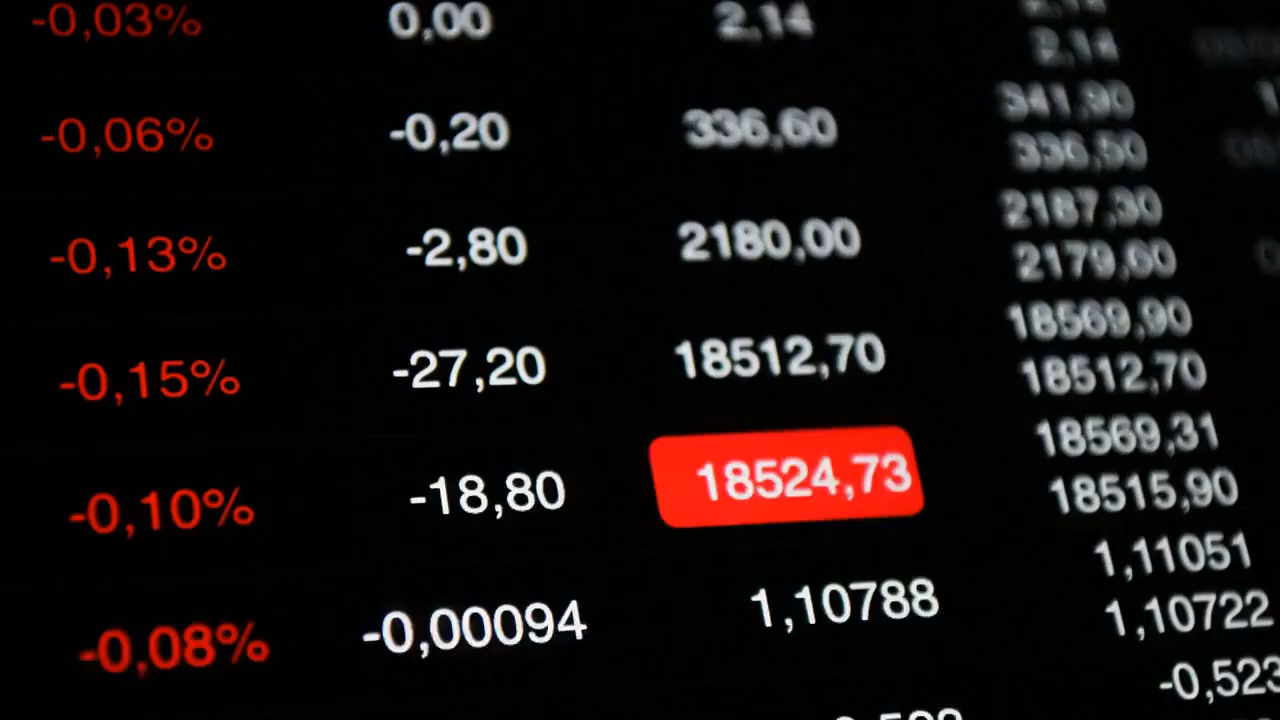 -0,03% 0,00 2,14 2,14
-0,06% -0,20 336,60 341,90
336,50
-0,13% -2,80 2180,00 2187,30
2179,60
-0,15% -27,20 18512,70 18569,90
18512,70
-0,10% -18,80 18524,73 18569,31
18515,90
-0,08% -0,00094 1,10788 1,11051
1,10722